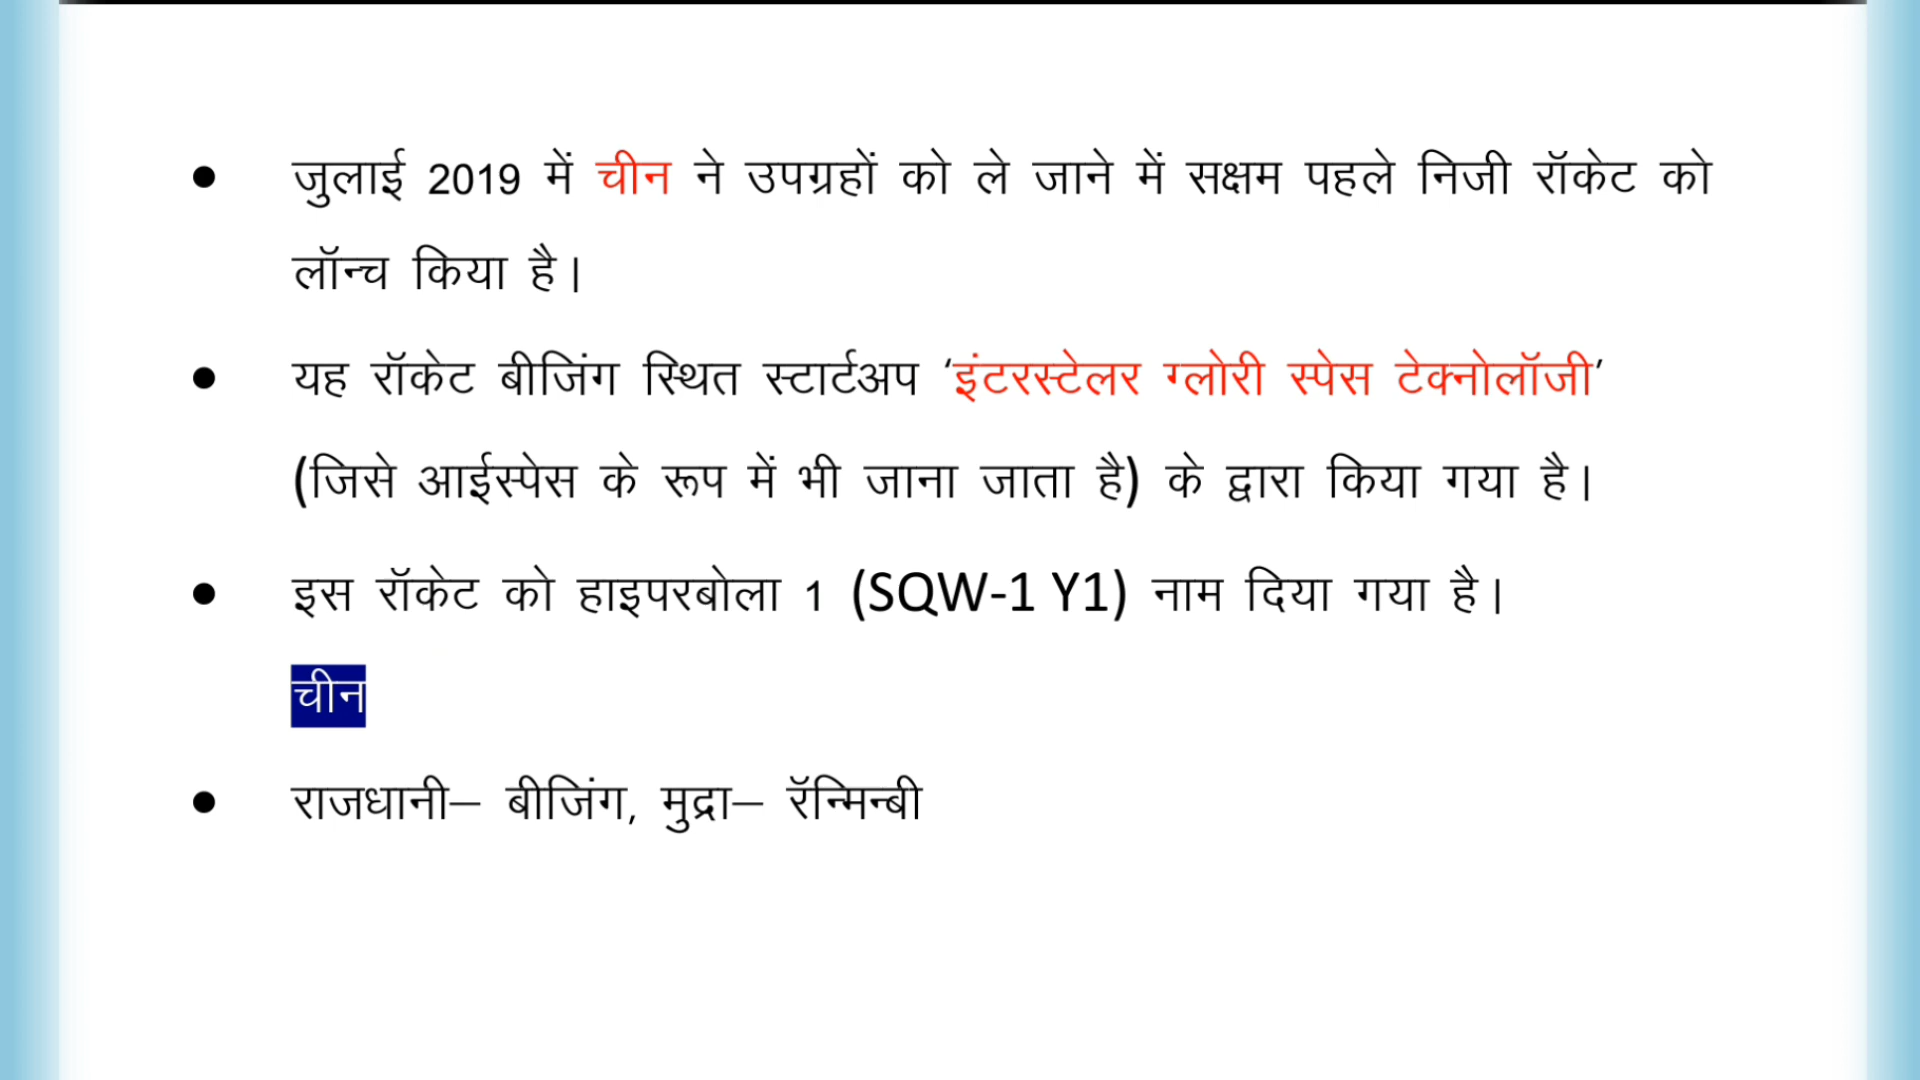 • जुलाई 2019 में चीन ने उपग्रहों को ले जाने में सक्षम पहले निजी रॉकेट को
लॉन्च किया है।
• यह रॉकेट बीजिंग स्थित स्टार्टअप ‘इंटरस्टेलर ग्लोरी स्पेस टेक्नोलॉजी’
(जिसे आईस्पेस के रूप में भी जाना जाता है) के द्वारा किया गया है।
• इस रॉकेट को हाइपरबोला 1 (SQW-1 Y1) नाम दिया गया है।
चीन
• राजधानी– बीजिंग, मुद्रा– रॅन्मिन्बी